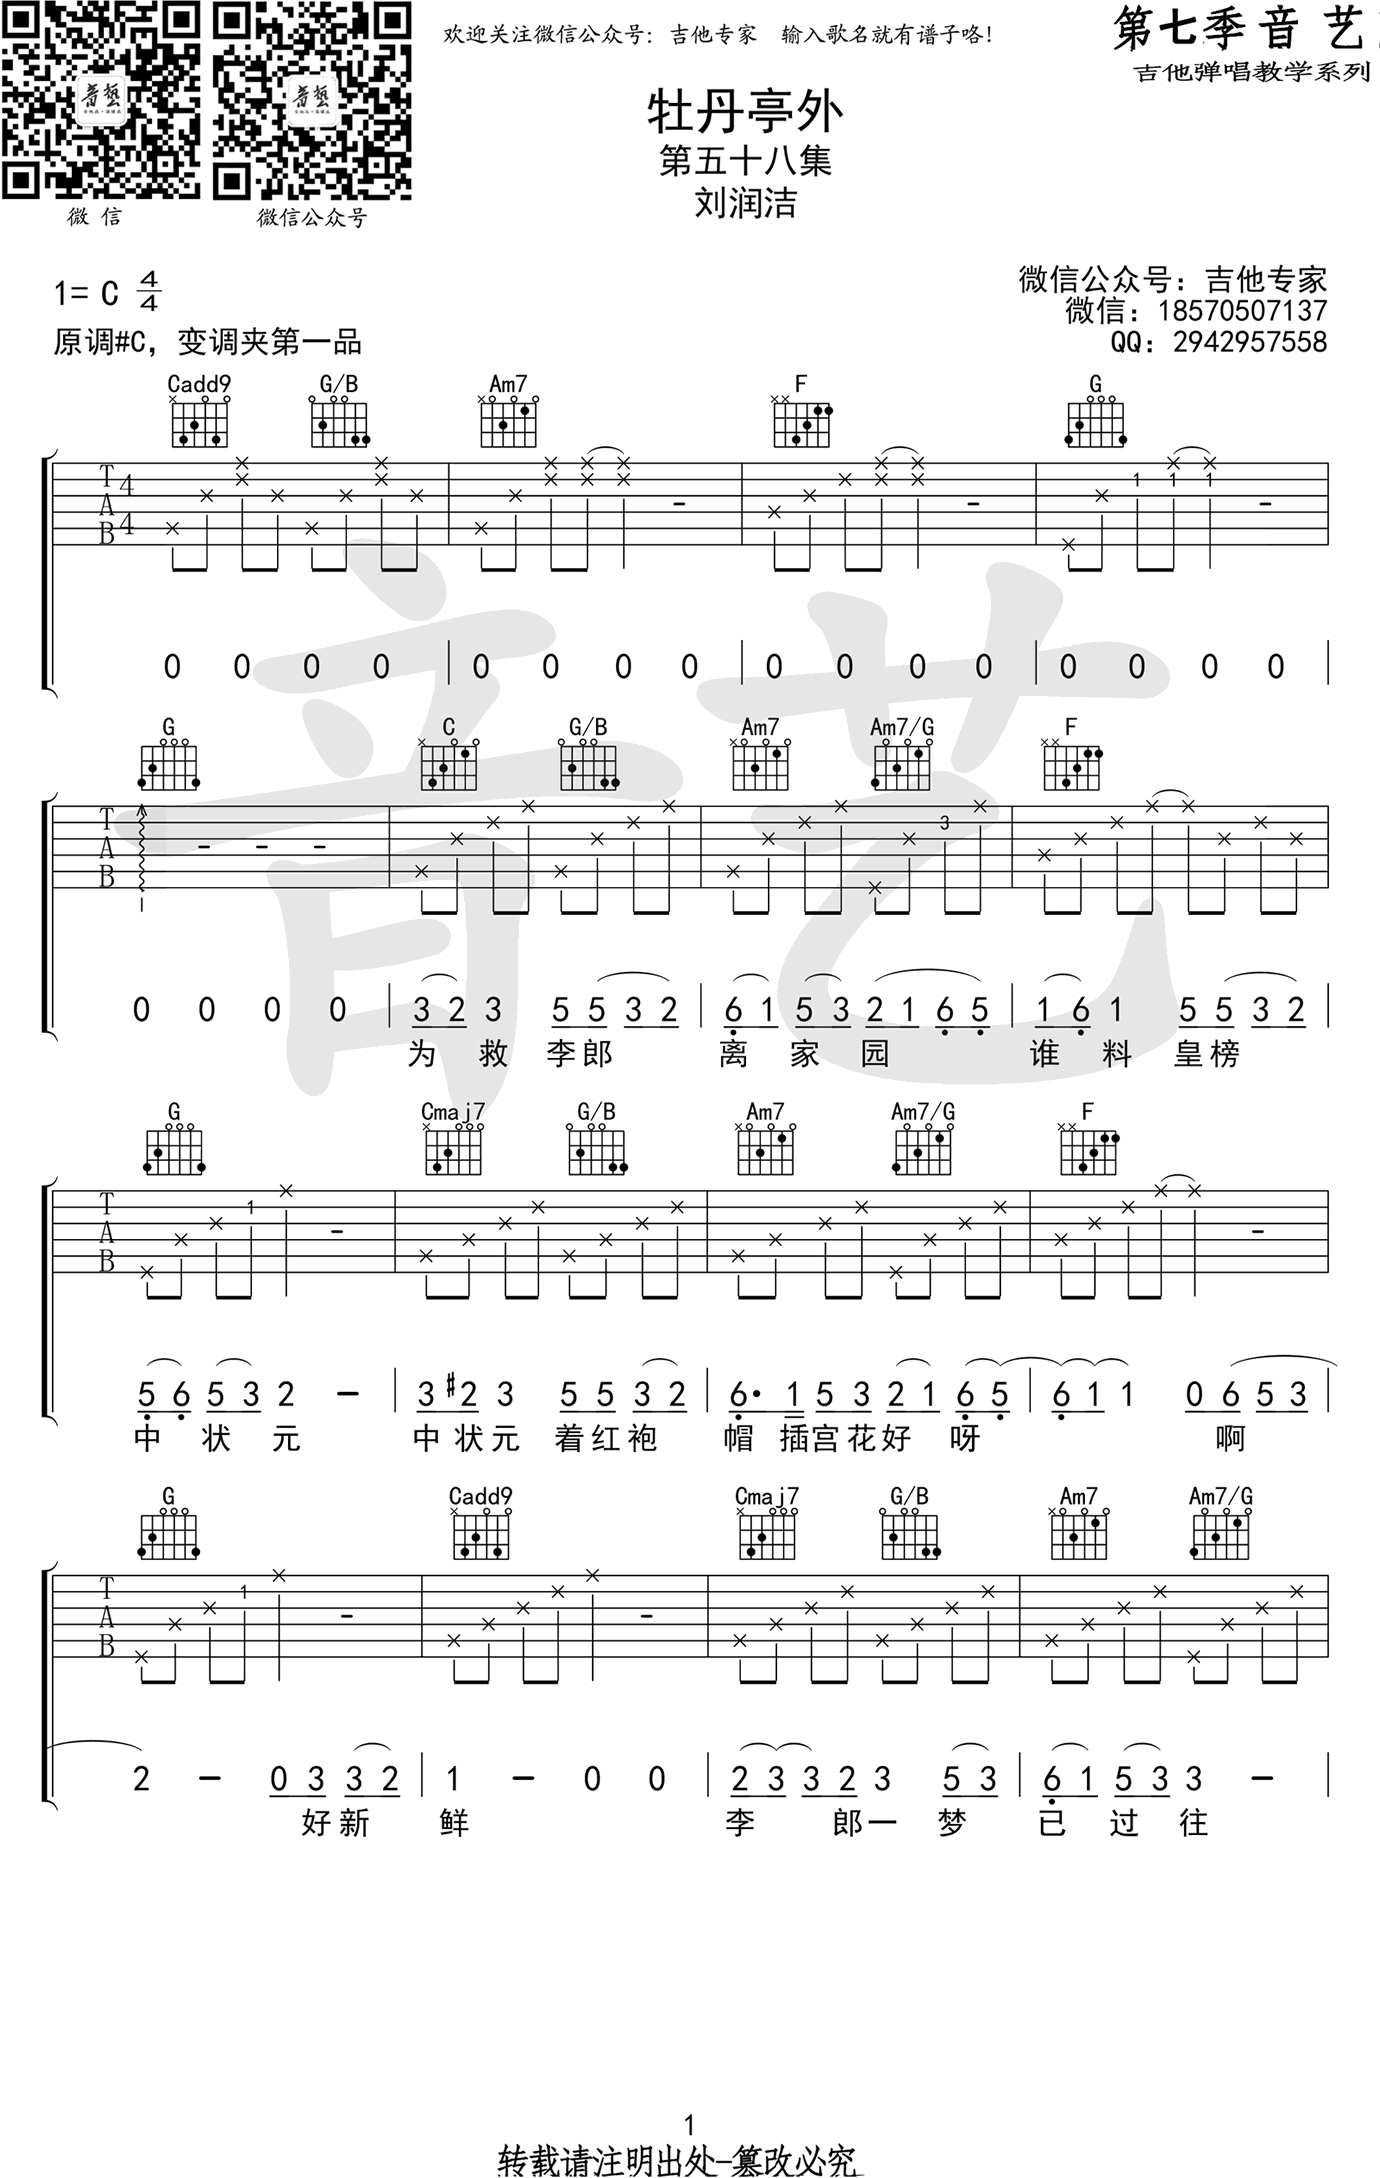 欢迎关注微信公众号：吉他专家　输入歌名就有谱子咯！
第七季音 艺
吉他弹唱教学系列
微 信
微信公众号
牡丹亭外
第五十八集
刘润洁
1= C 4/4
原调#C，变调夹第一品
微信公众号：吉他专家
微信：18570507137
QQ：2942957558
Cadd9 G/B Am7 F G
T A B 4 4 1 1 1
0 0 0 0 | 0 0 0 0 | 0 0 0 0 | 0 0 0 0 |
G C G/B Am7 Am7/G F
T A B - - - 3
0 0 0 0 | 3 2 3 5 5 3 2 | 6 1 5 3 2 1 6 5 | 1 6 1 5 5 3 2 |
为 救 李郎 离 家 园 谁 料 皇榜
G Cmaj7 G/B Am7 Am7/G F
T A B 1
5 6 5 3 2 - | 3 #2 3 5 5 3 2 | 6· 1 5 3 2 1 6 5 | 6 1 1 0 6 5 3 |
中 状 元 中状元 着红袍 帽 插宫花好 呀 啊
G Cadd9 Cmaj7 G/B Am7 Am7/G
T A B 1
2 - 0 3 3 2 | 1 - 0 0 | 2 3 3 2 3 5 3 | 6 1 5 3 3 - |
好新 鲜 李 郎一 梦 已 过 往
音艺
1
转载请注明出处-篡改必究